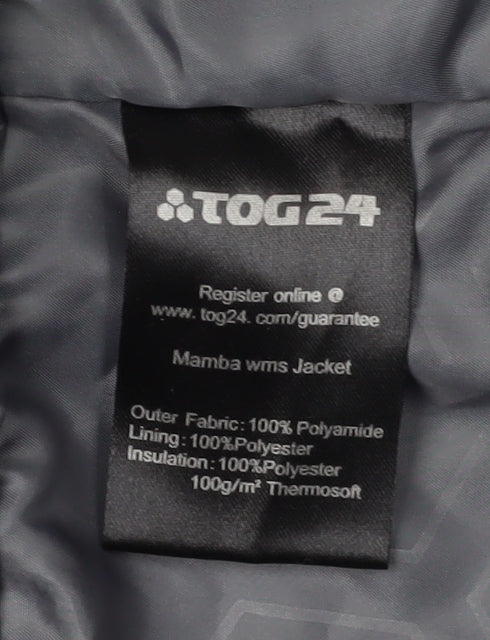 TOG24
Register online @
www. tog24. com/guarantee
Mamba wms Jacket
Outer Fabric: 100% Polyamide
Lining: 100%Polyester
Insulation: 100%Polyester
100g/m² Thermosoft